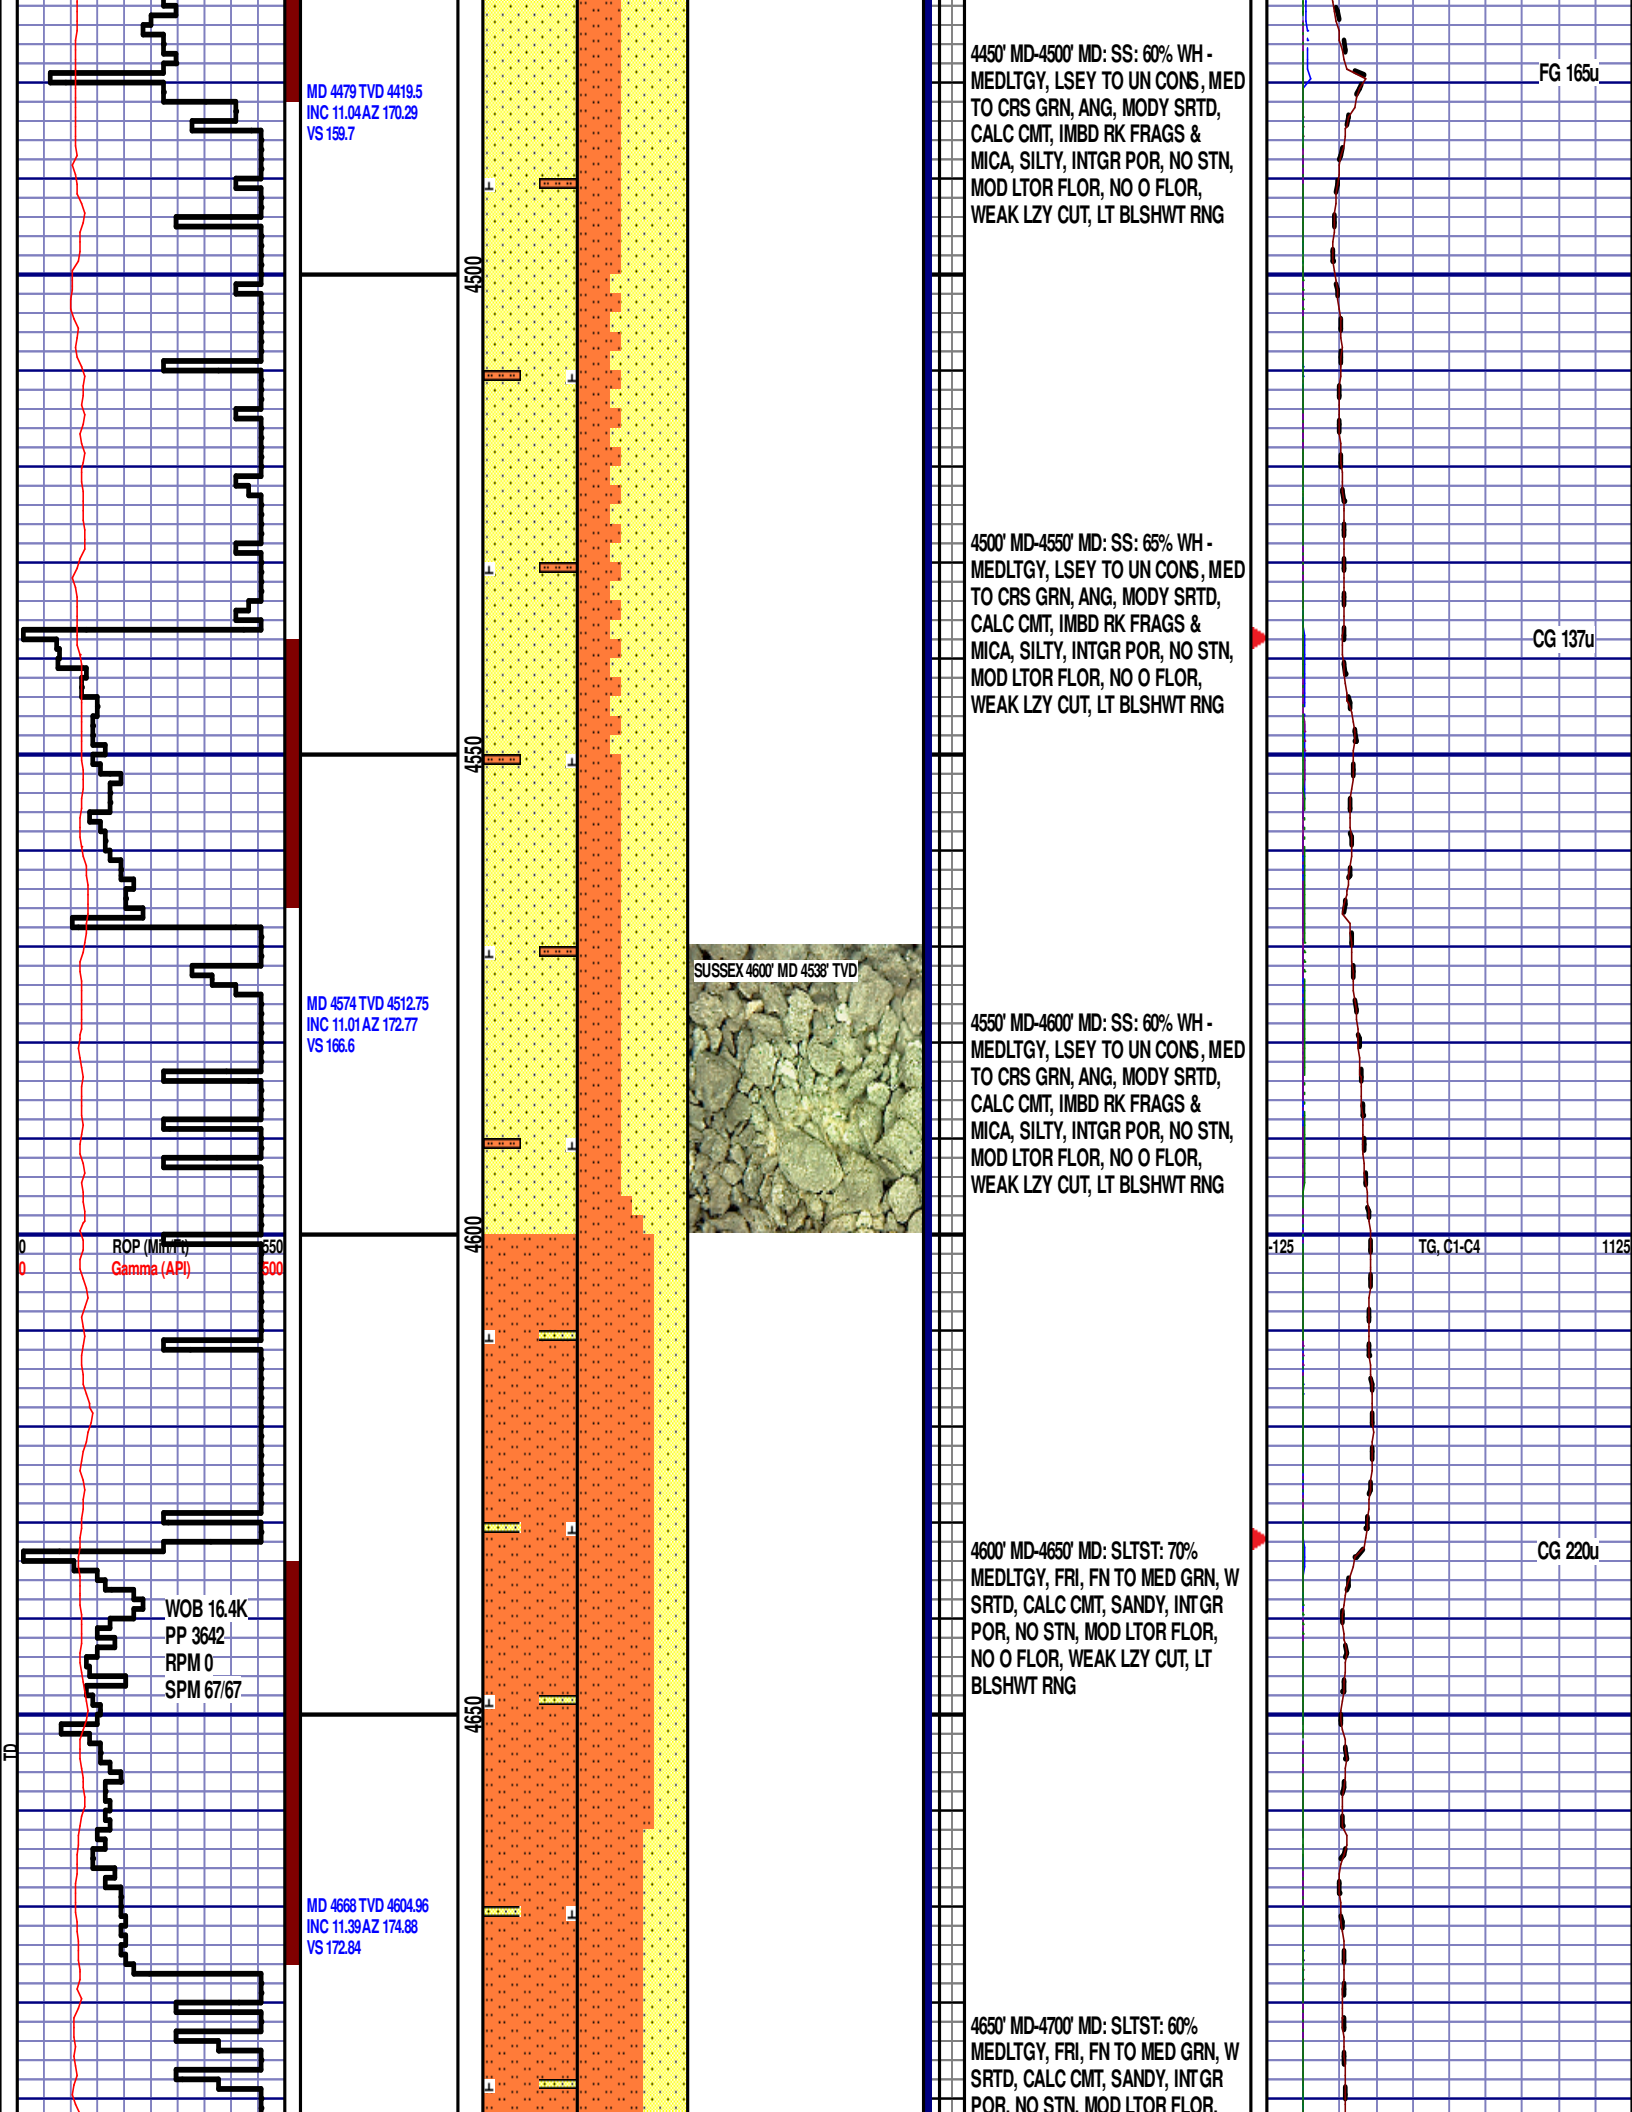 MD 4479 TVD 4419.5
INC 11.04 AZ 170.29
VS 159.7
4450' MD-4500' MD: SS: 60% WH -
MEDLTGY, LSEY TO UN CONS, MED
TO CRS GRN, ANG, MODY SRTD,
CALC CMT, IMBD RK FRAGS &
MICA, SILTY, INTGR POR, NO STN,
MOD LTOR FLOR, NO O FLOR,
WEAK LZY CUT, LT BLSHWT RNG
FG 165u
4500
4500' MD-4550' MD: SS: 65% WH -
MEDLTGY, LSEY TO UN CONS, MED
TO CRS GRN, ANG, MODY SRTD,
CALC CMT, IMBD RK FRAGS &
MICA, SILTY, INTGR POR, NO STN,
MOD LTOR FLOR, NO O FLOR,
WEAK LZY CUT, LT BLSHWT RNG
CG 137u
4550
SUSSEX 4600' MD 4538' TVD
MD 4574 TVD 4512.75
INC 11.01 AZ 172.77
VS 166.6
4550' MD-4600' MD: SS: 60% WH -
MEDLTGY, LSEY TO UN CONS, MED
TO CRS GRN, ANG, MODY SRTD,
CALC CMT, IMBD RK FRAGS &
MICA, SILTY, INTGR POR, NO STN,
MOD LTOR FLOR, NO O FLOR,
WEAK LZY CUT, LT BLSHWT RNG
4600
0 ROP (Min/Ft) 550
0 Gamma (API) 500
-125 TG, C1-C4 1125
4600' MD-4650' MD: SLTST: 70%
MEDLTGY, FRI, FN TO MED GRN, W
SRTD, CALC CMT, SANDY, INTGR
POR, NO STN, MOD LTOR FLOR,
NO O FLOR, WEAK LZY CUT, LT
BLSHWT RNG
CG 220u
WOB 16.4K
PP 3642
RPM 0
SPM 67/67
4650
TD
MD 4668 TVD 4604.96
INC 11.39 AZ 174.88
VS 172.84
4650' MD-4700' MD: SLTST: 60%
MEDLTGY, FRI, FN TO MED GRN, W
SRTD, CALC CMT, SANDY, INTGR
POR, NO STN, MOD LTOR FLOR,